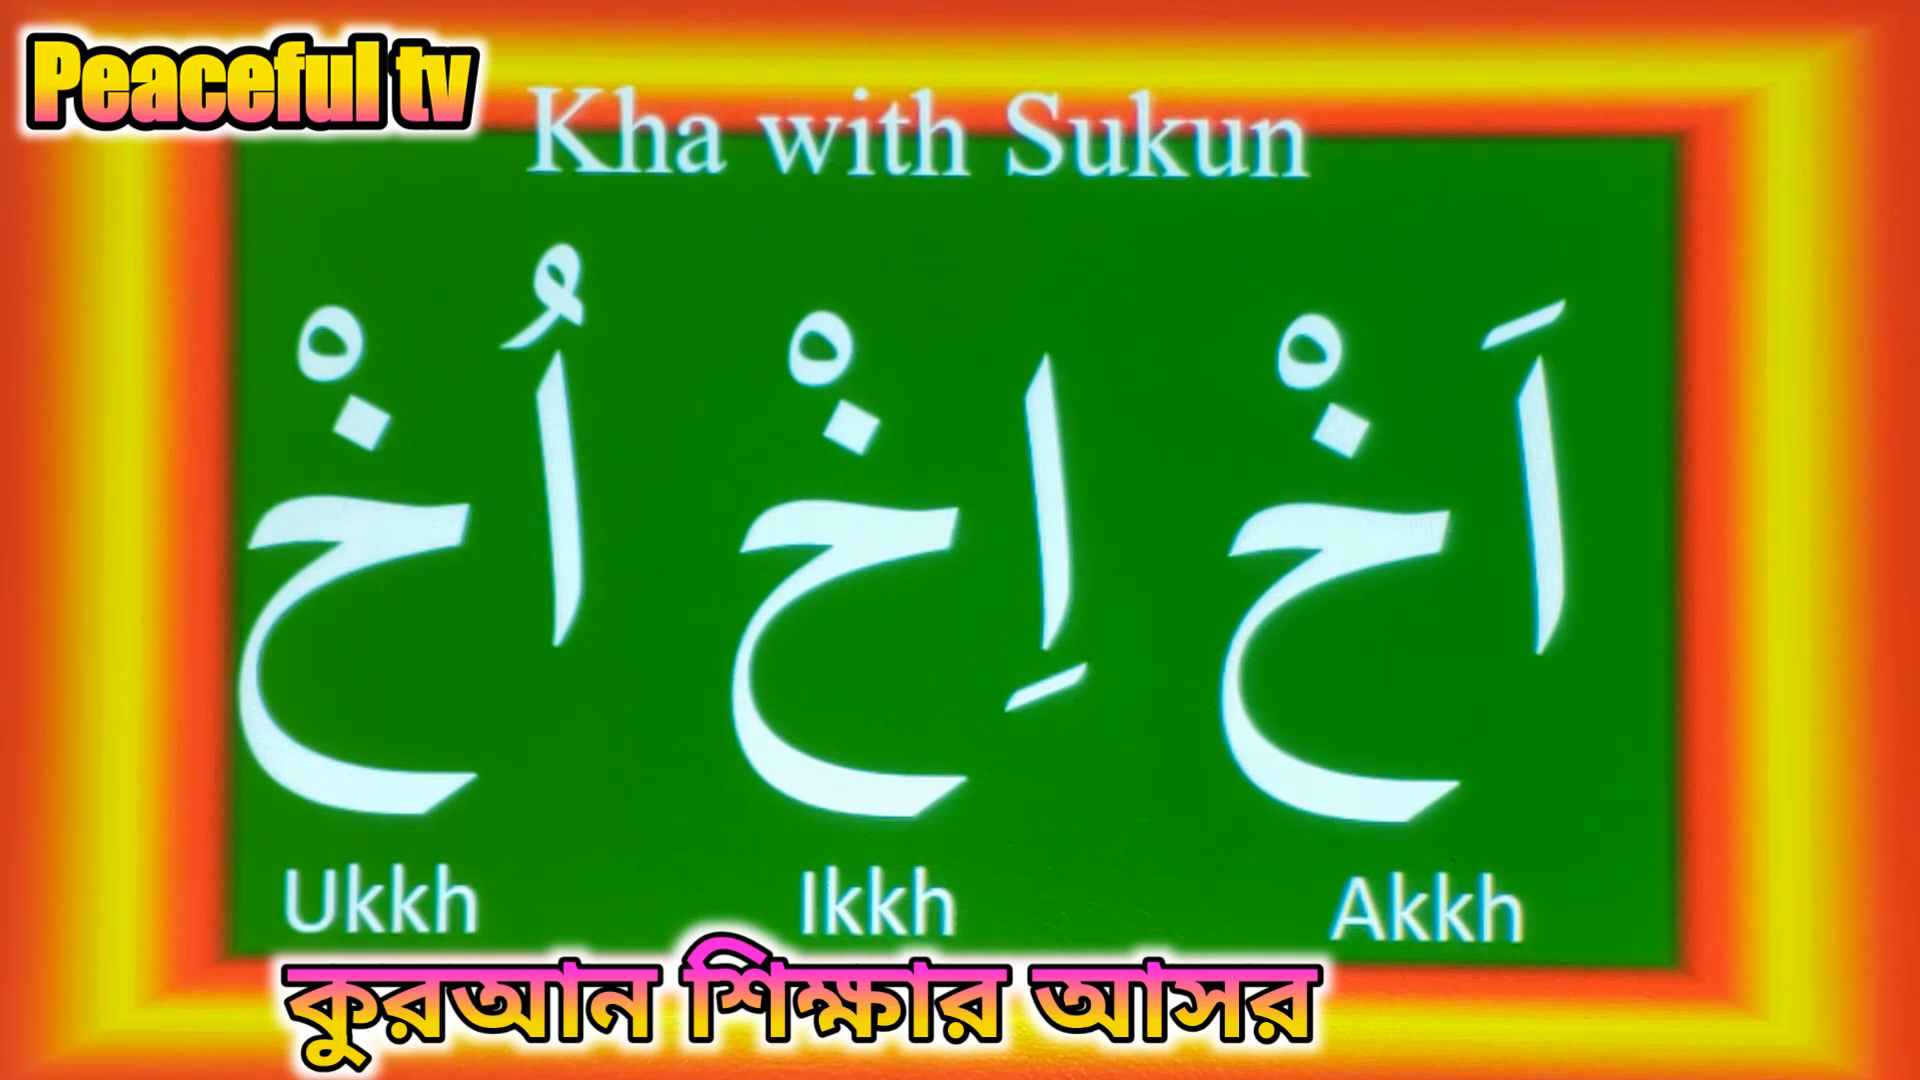 Peaceful tv
Kha with Sukun
اَخْ اِخْ اُخْ
Ukkh Ikkh Akkh
কুরআন শিক্ষার আসর